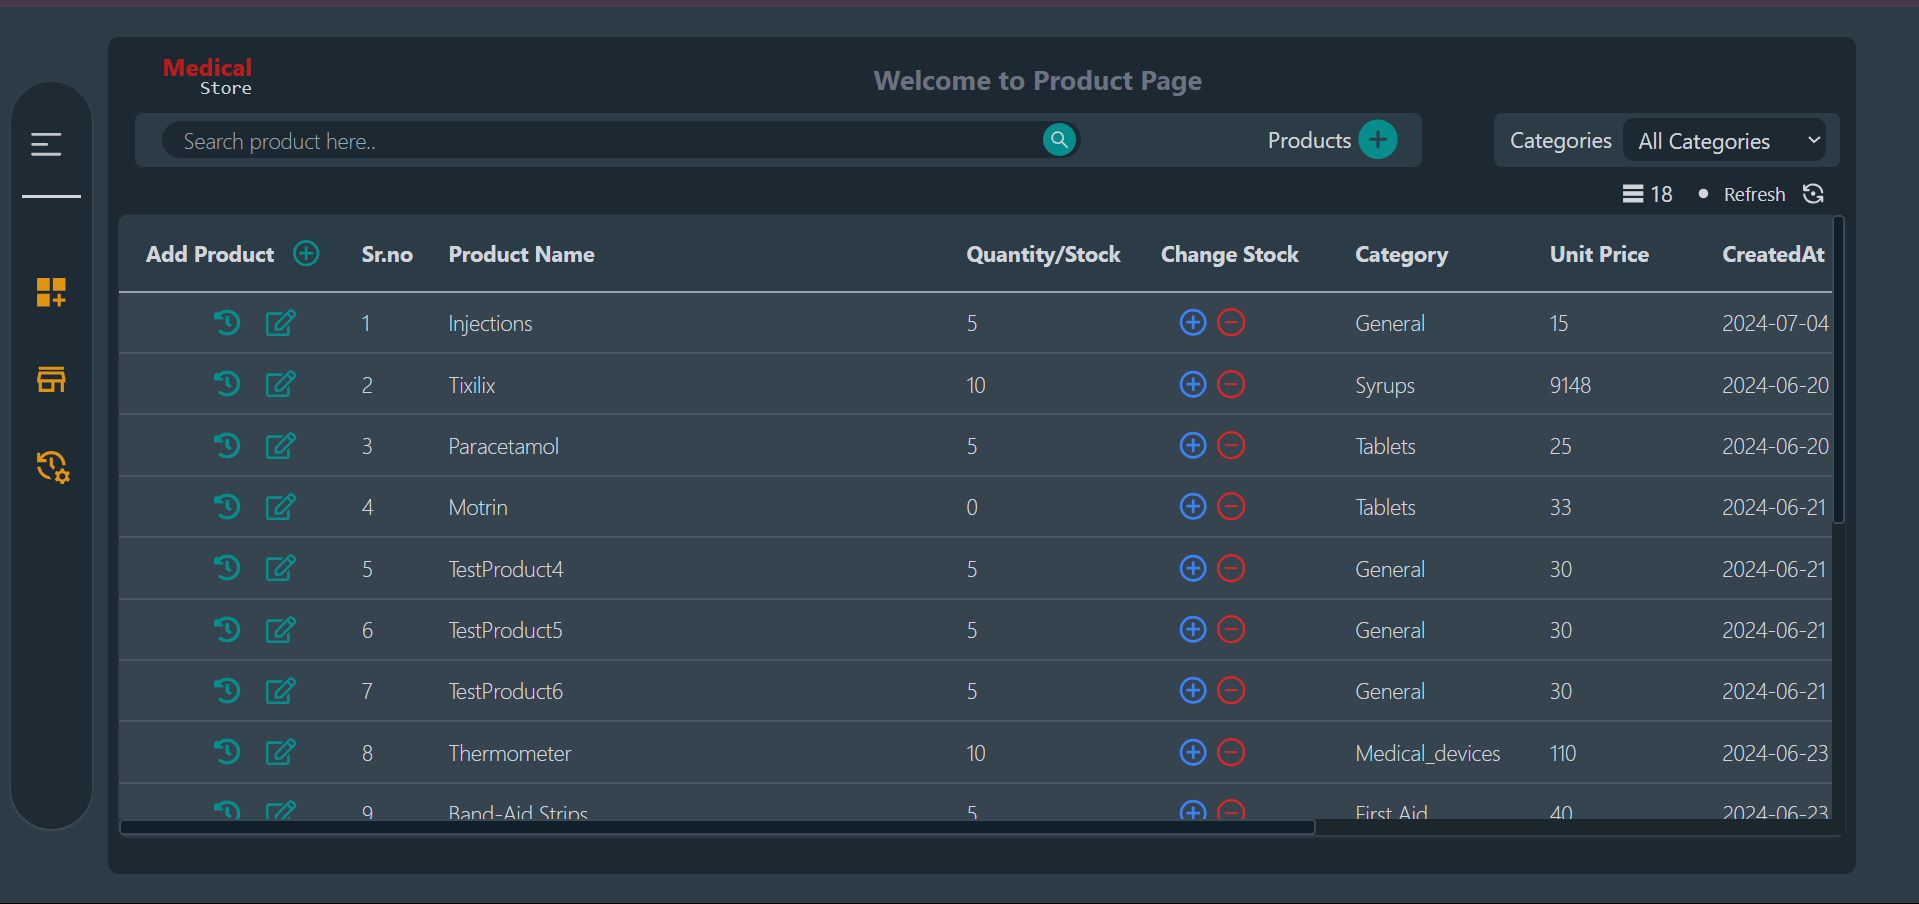 Medical
Store
Welcome to Product Page
Search product here..
Products
Categories All Categories
18 • Refresh
Add Product Sr.no Product Name Quantity/Stock Change Stock Category Unit Price CreatedAt
1 Injections 5 General 15 2024-07-04
2 Tixilix 10 Syrups 9148 2024-06-20
3 Paracetamol 5 Tablets 25 2024-06-20
4 Motrin 0 Tablets 33 2024-06-21
5 TestProduct4 5 General 30 2024-06-21
6 TestProduct5 5 General 30 2024-06-21
7 TestProduct6 5 General 30 2024-06-21
8 Thermometer 10 Medical_devices 110 2024-06-23
9 Band-Aid Strips 5 First Aid 40 2024-06-23